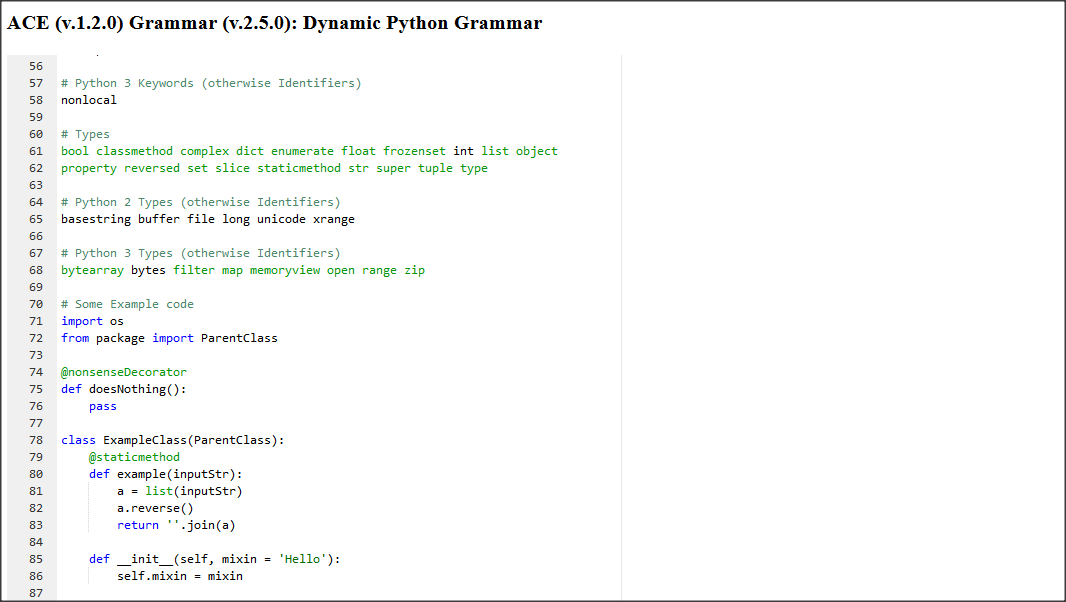 ACE (v.1.2.0) Grammar (v.2.5.0): Dynamic Python Grammar
56
57 # Python 3 Keywords (otherwise Identifiers)
58 nonlocal
59
60 # Types
61 bool classmethod complex dict enumerate float frozenset int list object
62 property reversed set slice staticmethod str super tuple type
63
64 # Python 2 Types (otherwise Identifiers)
65 basestring buffer file long unicode xrange
66
67 # Python 3 Types (otherwise Identifiers)
68 bytearray bytes filter map memoryview open range zip
69
70 # Some Example code
71 import os
72 from package import ParentClass
73
74 @nonsenseDecorator
75 def doesNothing():
76     pass
77
78 class ExampleClass(ParentClass):
79     @staticmethod
80     def example(inputStr):
81         a = list(inputStr)
82         a.reverse()
83         return ''.join(a)
84
85     def __init__(self, mixin = 'Hello'):
86         self.mixin = mixin
87